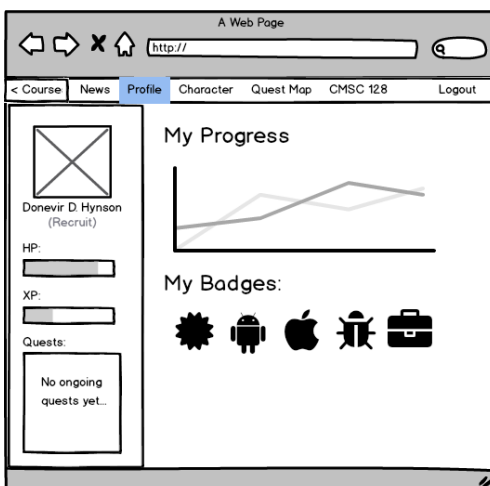 A Web Page
http://
< Course News Profile Character Quest Map CMSC 128 Logout
My Progress
Donevir D. Hynson
(Recruit)
HP:
XP:
My Badges:
Quests:
No ongoing
quests yet...